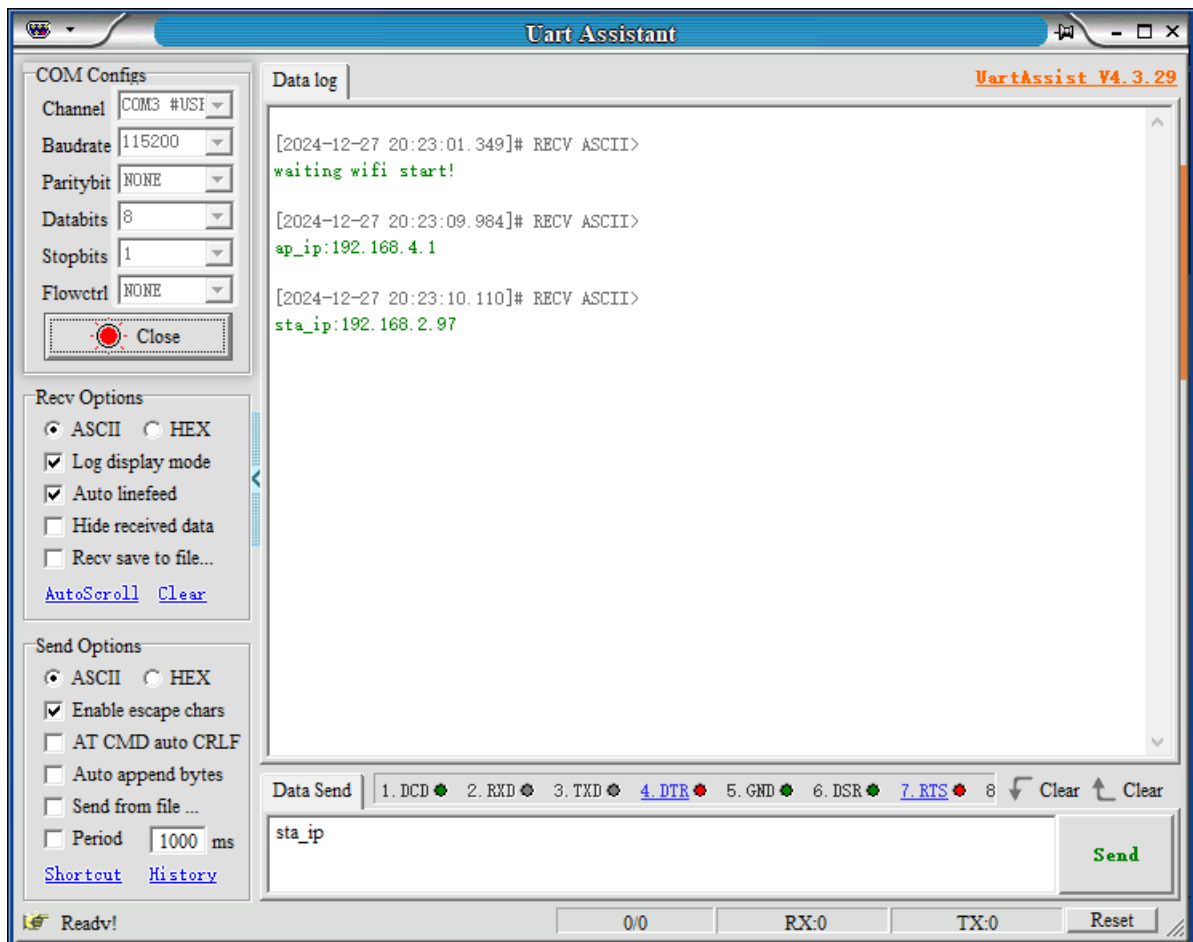 Uart Assistant
COM Configs
Channel COM3 #USI
Baudrate 115200
Paritybit NONE
Databits 8
Stopbits 1
Flowctrl NONE
Close
Recv Options
ASCII HEX
Log display mode
Auto linefeed
Hide received data
Recv save to file...
AutoScroll Clear
Send Options
ASCII HEX
Enable escape chars
AT CMD auto CRLF
Auto append bytes
Send from file ...
Period 1000 ms
Shortcut History
Data log UartAssist V4.3.29
[2024-12-27 20:23:01.349]# RECV ASCII>
waiting wifi start!
[2024-12-27 20:23:09.984]# RECV ASCII>
ap_ip:192.168.4.1
[2024-12-27 20:23:10.110]# RECV ASCII>
sta_ip:192.168.2.97
Data Send 1. DCD 2. RXD 3. TXD 4. DTR 5. GND 6. DSR 7. RTS 8 Clear Clear
sta_ip
Send
Ready! 0/0 RX:0 TX:0 Reset